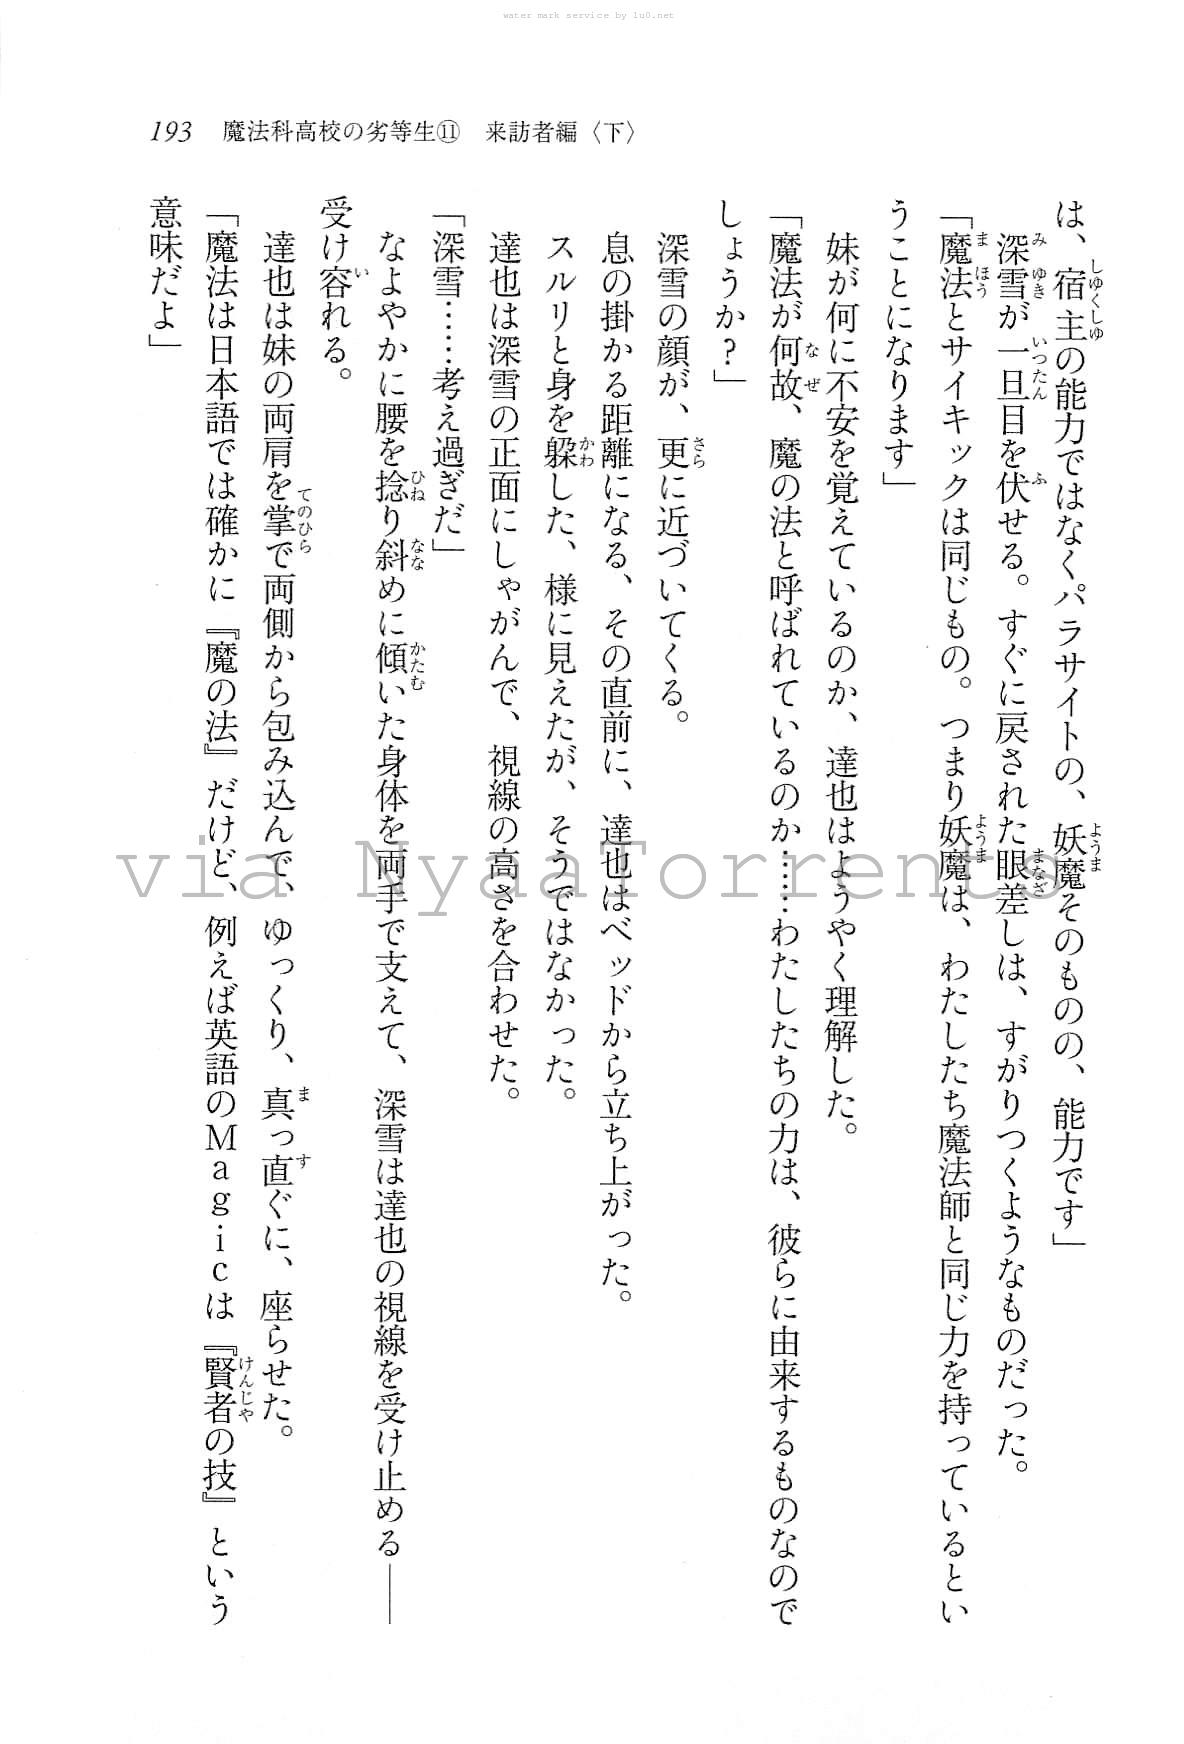 water mark service by lu0.net
193 魔法科高校の劣等生⑪ 来訪者編〈下〉
は、宿主の能力ではなくパラサイトの、妖魔そのものの、能力です」
深雪が一旦目を伏せる。すぐに戻された眼差しは、すがりつくようなものだった。
「魔法とサイキックは同じもの。つまり妖魔は、わたしたち魔法師と同じ力を持っているとい
うことになります」
妹が何に不安を覚えているのか、達也はようやく理解した。
「魔法が何故、魔の法と呼ばれているのか……わたしたちの力は、彼らに由来するものなので
しょうか?」
深雪の顔が、更に近づいてくる。
息の掛かる距離になる、その直前に、達也はベッドから立ち上がった。
スルリと身を躱した、様に見えたが、そうではなかった。
達也は深雪の正面にしゃがんで、視線の高さを合わせた。
「深雪……考え過ぎだ」
なよやかに腰を捻り斜めに傾いた身体を両手で支えて、深雪は達也の視線を受け止める――
受け容れる。
達也は妹の両肩を掌で両側から包み込んで、ゆっくり、真っ直ぐに、座らせた。
「魔法は日本語では確かに『魔の法』だけど、例えば英語のMagicは『賢者の技』という
意味だよ」
via NyaaTorrents